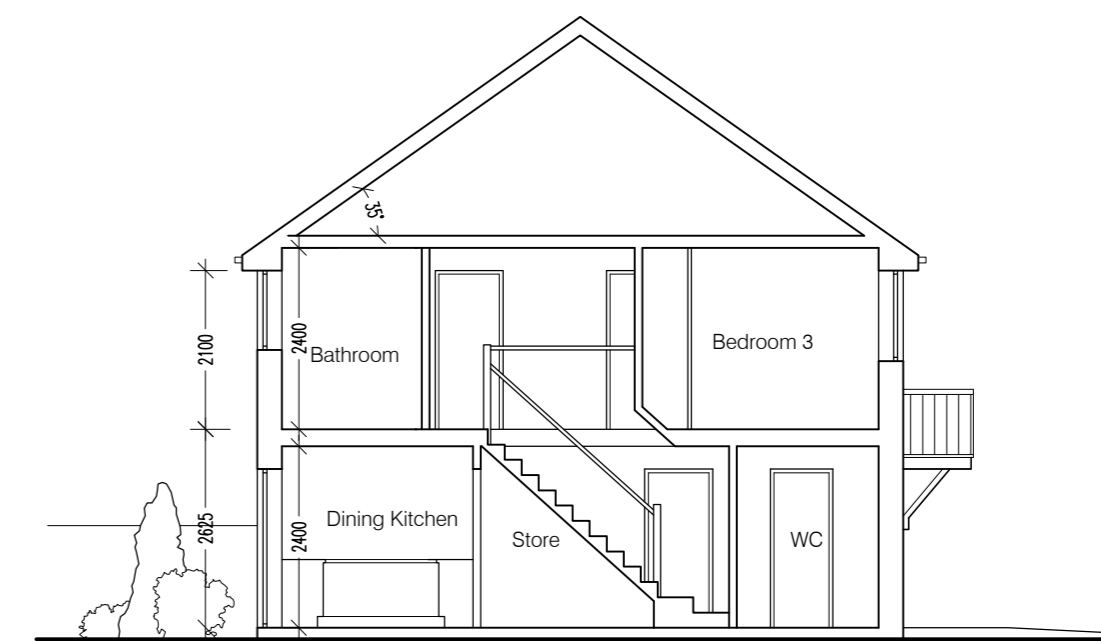 35°
2100
2400
Bathroom
Bedroom 3
2625
2400
Dining Kitchen
Store
WC